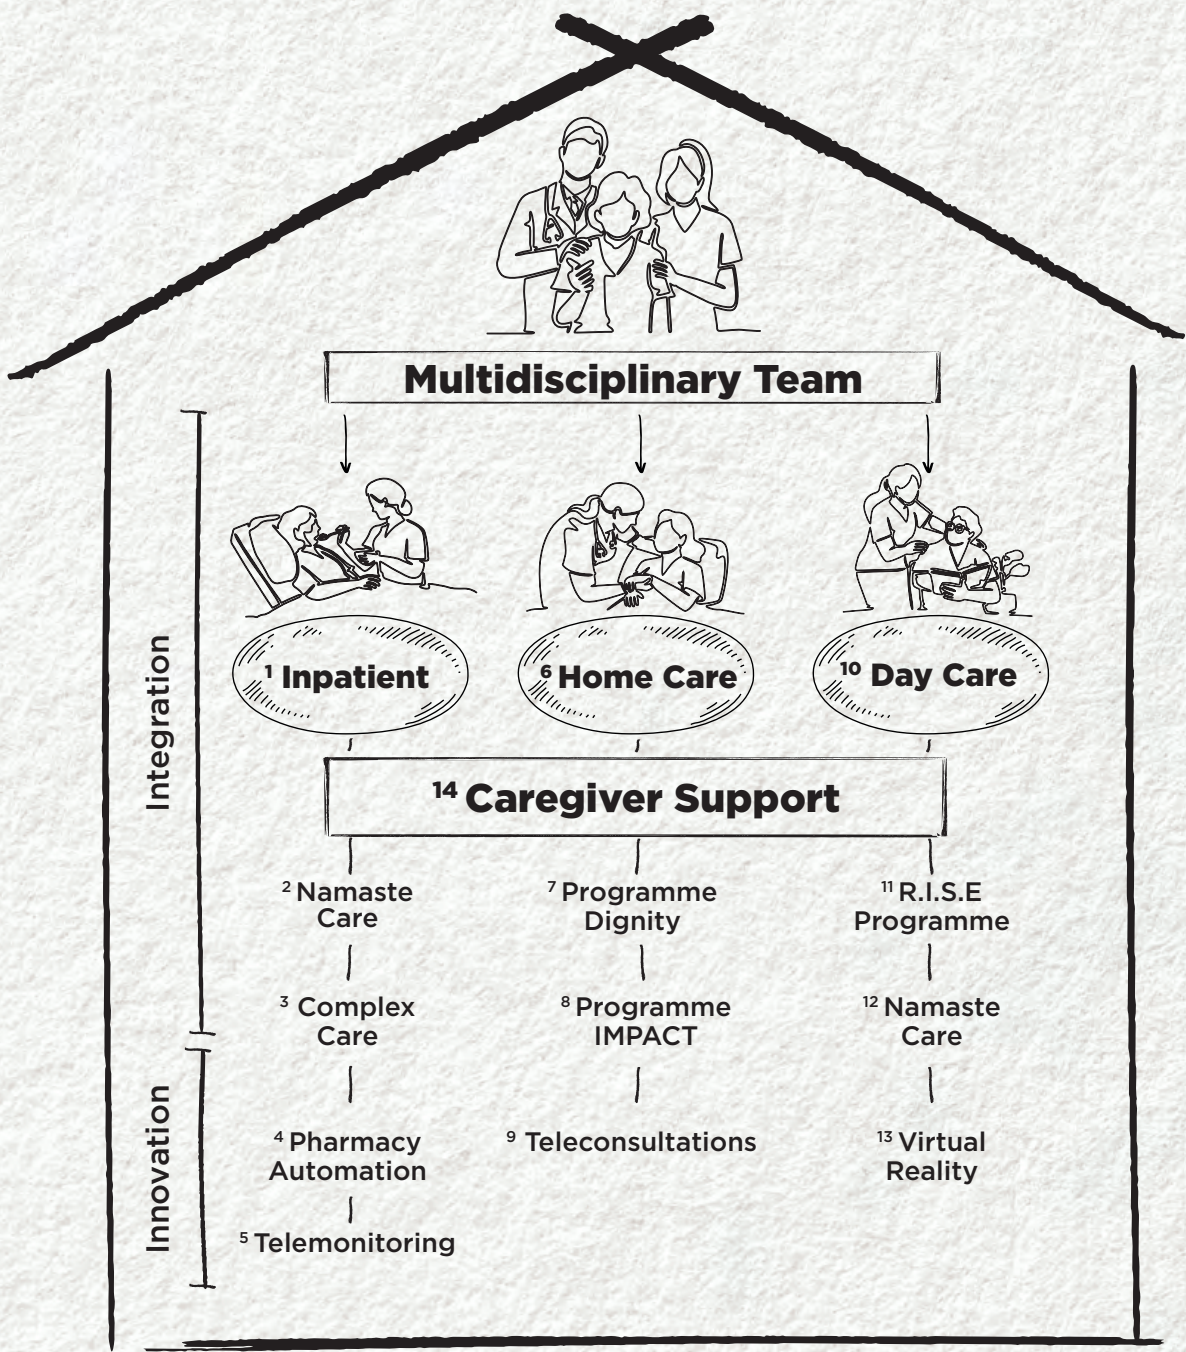 Multidisciplinary Team
Integration
1 Inpatient
6 Home Care
10 Day Care
14 Caregiver Support
2 Namaste
Care
7 Programme
Dignity
11 R.I.S.E
Programme
3 Complex
Care
8 Programme
IMPACT
12 Namaste
Care
Innovation
4 Pharmacy
Automation
9 Teleconsultations
13 Virtual
Reality
5 Telemonitoring